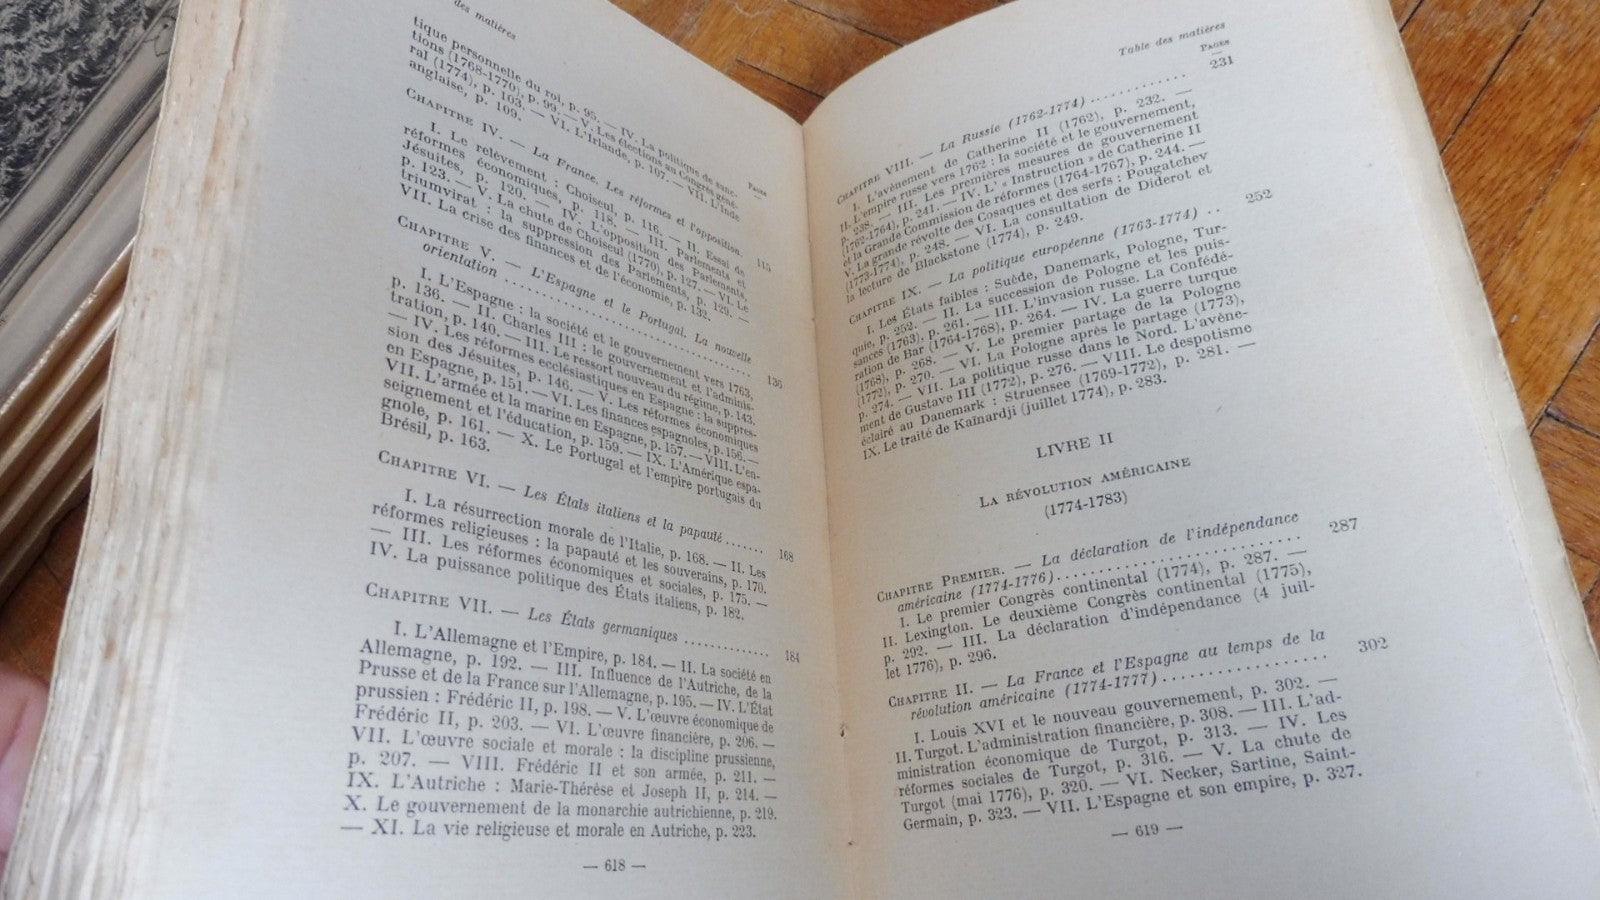 des matières
Pages
tique personnelle du roi, p. 95. — IV. La politique de sanc-
tions (1768-1770), p. 99. — V. Les élections au Congrès géné-
ral (1774), p. 103. — VI. L'Irlande, p. 107. — VII. L'Inde
anglaise, p. 109.
Chapitre IV. — La France. Les réformes et l'opposition. 115
I. Le relèvement : Choiseul, p. 116. — II. Essai de
réformes économiques, p. 118. — III. Parlements et
Jésuites, p. 120. — IV. L'opposition des Parlements,
p. 123. — V. La chute de Choiseul (1770), p. 127. — VI. Le
triumvirat : la suppression des Parlements, p. 129. —
VII. La crise des finances et de l'économie, p. 132.
Chapitre V. — L'Espagne et le Portugal. La nouvelle
orientation . . . . . . . . . . 136
I. L'Espagne : la société et le gouvernement vers 1763,
p. 136. — II. Charles III : le gouvernement et l'adminis-
tration, p. 140. — III. Le ressort nouveau du régime, p. 143.
— IV. Les réformes ecclésiastiques en Espagne : la suppres-
sion des Jésuites, p. 146. — V. Les réformes économiques
en Espagne, p. 151. — VI. Les finances espagnoles, p. 156. —
VII. L'armée et la marine en Espagne, p. 157. — VIII. L'en-
seignement et l'éducation, p. 159. — IX. L'Amérique espa-
gnole, p. 161. — X. Le Portugal et l'empire portugais du
Brésil, p. 163.
Chapitre VI. — Les États italiens et la papauté ....... 168
I. La résurrection morale de l'Italie, p. 168. — II. Les
réformes religieuses : la papauté et les souverains, p. 170.
— III. Les réformes économiques et sociales, p. 175. —
IV. La puissance politique des États italiens, p. 182.
Chapitre VII. — Les États germaniques ............... 184
I. L'Allemagne et l'Empire, p. 184. — II. La société en
Allemagne, p. 192. — III. Influence de l'Autriche, de la
Prusse et de la France sur l'Allemagne, p. 195. — IV. L'État
prussien : Frédéric II, p. 198. — V. L'œuvre économique de
Frédéric II, p. 203. — VI. L'œuvre financière, p. 206. —
VII. L'œuvre sociale et morale : la discipline prussienne,
p. 207. — VIII. Frédéric II et son armée, p. 211. —
IX. L'Autriche : Marie-Thérèse et Joseph II, p. 214. —
X. Le gouvernement de la monarchie autrichienne, p. 219.
— XI. La vie religieuse et morale en Autriche, p. 223.
— 618 —
Table des matières
Pages
Chapitre VIII. — La Russie (1762-1774) ............... 231
I. L'avènement de Catherine II (1762), p. 232. —
II. L'empire russe vers 1762 : la société et le gouvernement,
p. 238. — III. Les premières mesures de gouvernement
(1762-1764), p. 241. — IV. L' « Instruction » de Catherine II
et la Grande Commission de réformes (1764-1767), p. 244. —
V. La grande révolte des Cosaques et des serfs : Pougatchev
(1773-1774), p. 248. — VI. La consultation de Diderot et
la lecture de Blackstone (1774), p. 249.
Chapitre IX. — La politique européenne (1763-1774) .. 252
I. Les États faibles : Suède, Danemark, Pologne, Tur-
quie, p. 252. — II. La succession de Pologne et les puis-
sances (1763), p. 261. — III. L'invasion russe. La Confédé-
ration de Bar (1764-1768), p. 264. — IV. La guerre turque
(1768), p. 268. — V. Le premier partage de la Pologne
(1772), p. 270. — VI. La Pologne après le partage (1773),
p. 274. — VII. La politique russe dans le Nord. L'avène-
ment de Gustave III (1772), p. 276. — VIII. Le despotisme
éclairé au Danemark : Struensee (1769-1772), p. 281. —
IX. Le traité de Kaïnardji (juillet 1774), p. 283.
LIVRE II
La révolution américaine
(1774-1783)
Chapitre Premier. — La déclaration de l'indépendance
américaine (1774-1776) ............... 287
I. Le premier Congrès continental (1774), p. 287. —
II. Lexington. Le deuxième Congrès continental (1775),
p. 292. — III. La déclaration d'indépendance (4 juil-
let 1776), p. 296.
Chapitre II. — La France et l'Espagne au temps de la
révolution américaine (1774-1777) ............... 302
I. Louis XVI et le nouveau gouvernement, p. 302. —
II. Turgot. L'administration financière, p. 308. — III. L'ad-
ministration économique de Turgot, p. 313. — IV. Les
réformes sociales de Turgot, p. 316. — V. La chute de
Turgot (mai 1776), p. 320. — VI. Necker, Sartine, Saint-
Germain, p. 323. — VII. L'Espagne et son empire, p. 327.
— 619 —